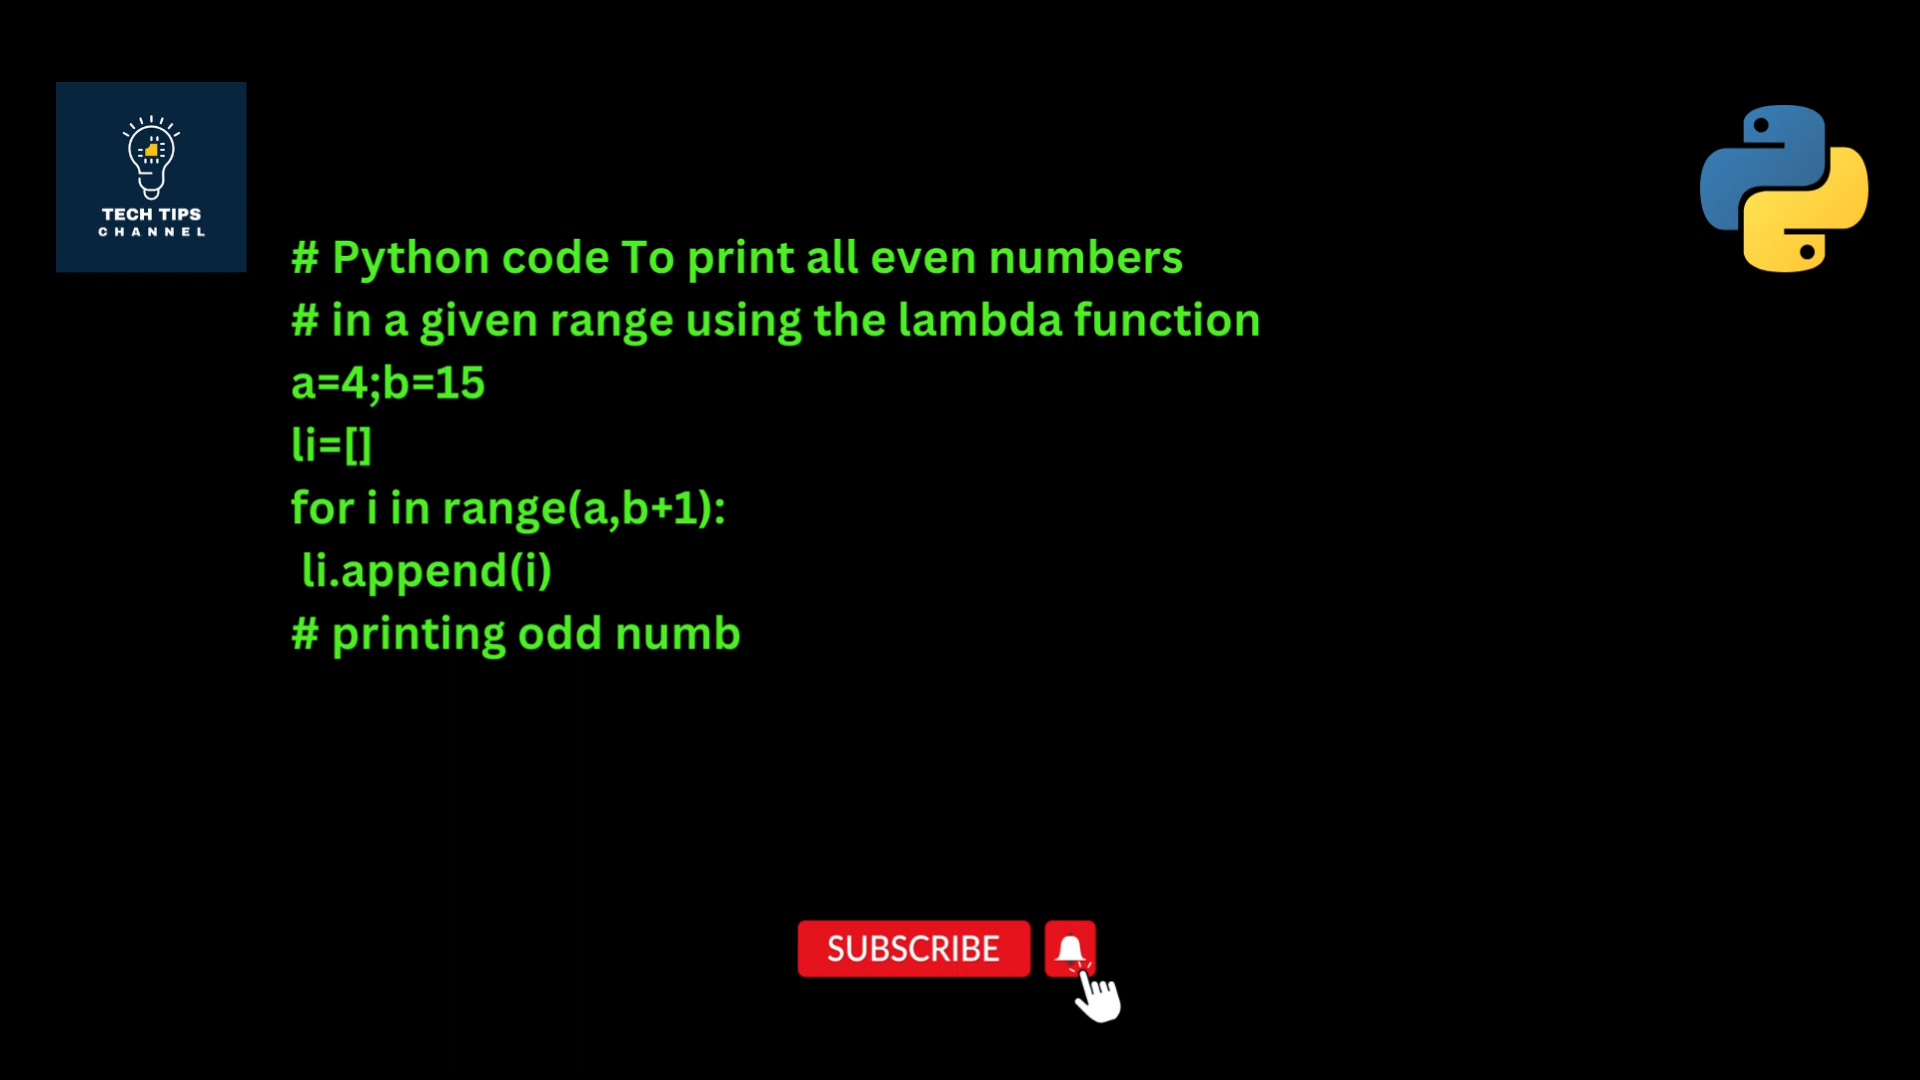 TECH TIPS
CHANNEL
# Python code To print all even numbers
# in a given range using the lambda function
a=4;b=15
li=[]
for i in range(a,b+1):
 li.append(i)
# printing odd numb
SUBSCRIBE